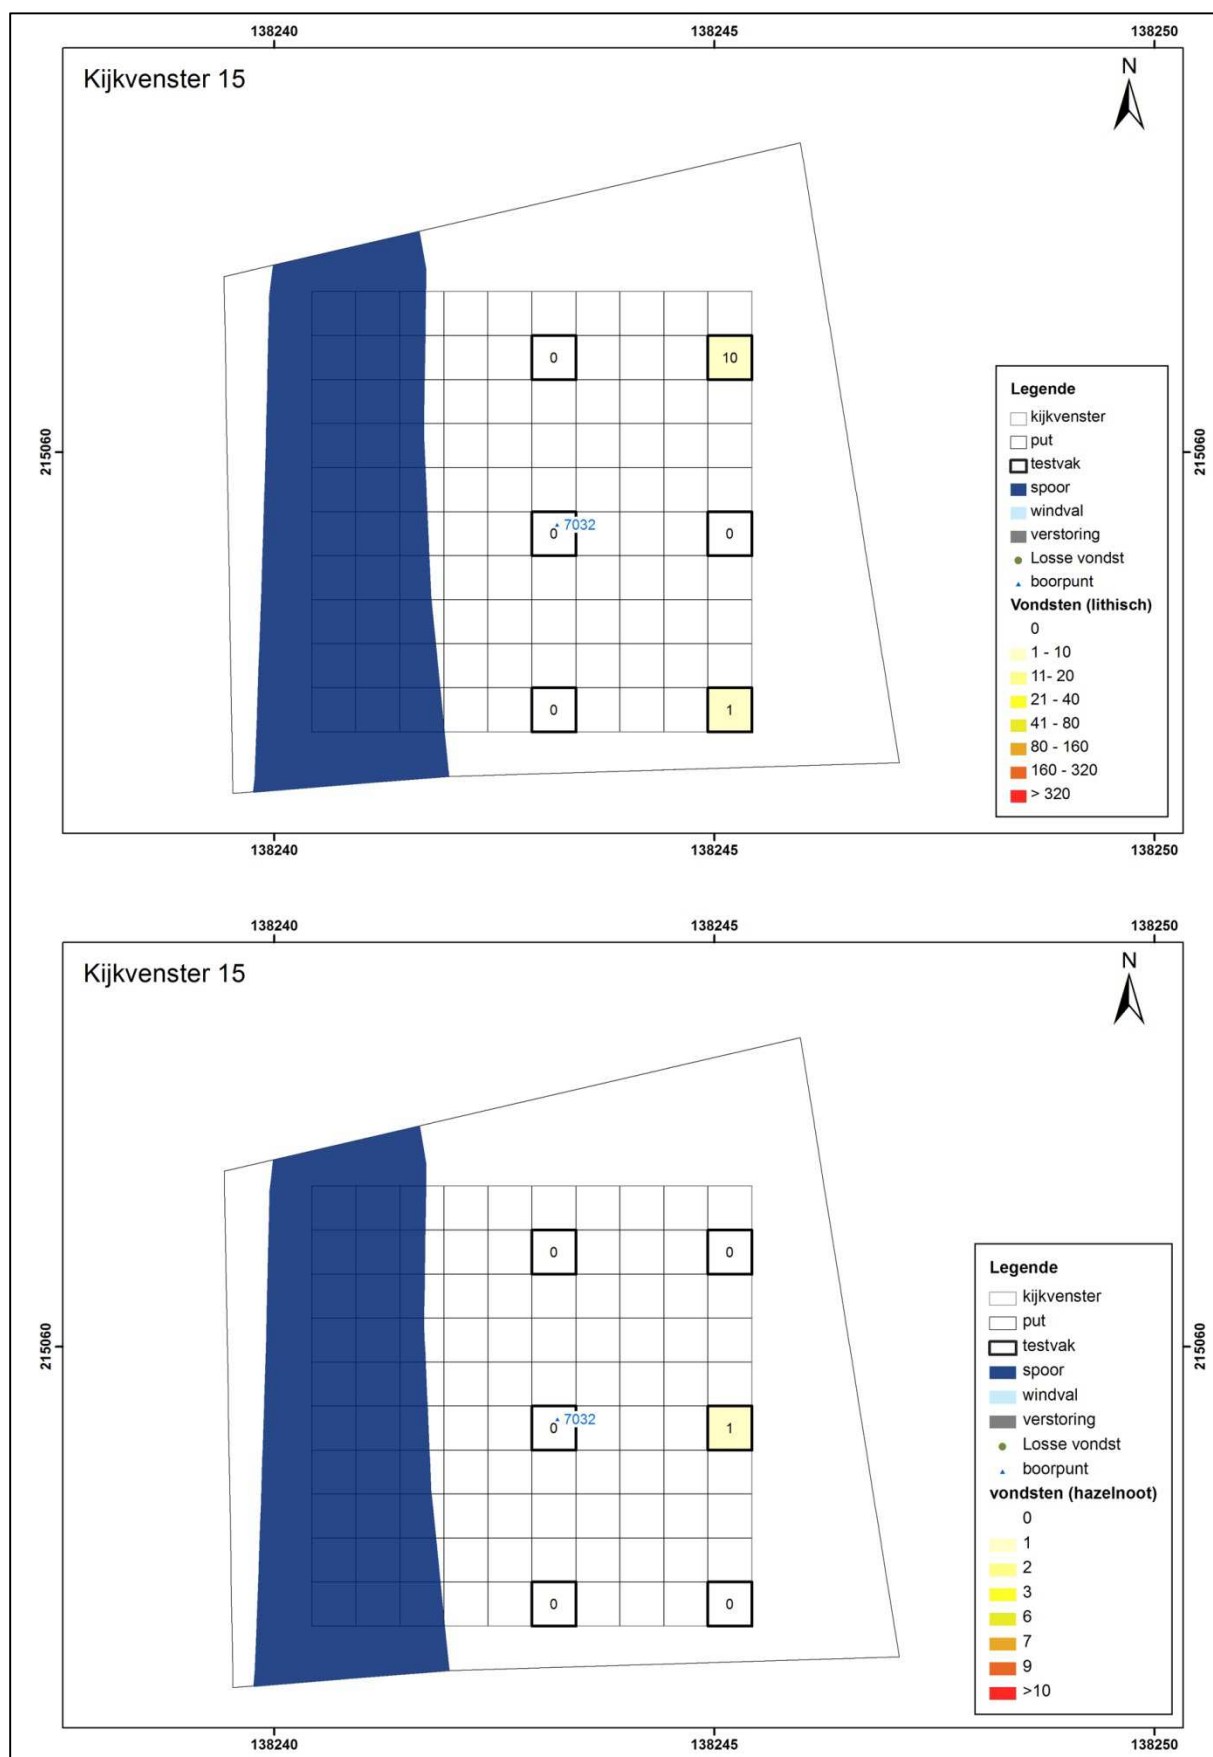 138240 138245 138250
Kijkvenster 15
N
0 10
215060 215060
Legende
kijkvenster
put
testvak
spoor
windval
verstoring
Losse vondst
boorpunt
Vondsten (lithisch)
0
1 - 10
11- 20
21 - 40
41 - 80
80 - 160
160 - 320
> 320
7032
0 0
0 1
138240 138245 138250
138240 138245 138250
Kijkvenster 15
N
0 0
215060 215060
Legende
kijkvenster
put
testvak
spoor
windval
verstoring
Losse vondst
boorpunt
vondsten (hazelnoot)
0
1
2
3
6
7
9
>10
7032
0 1
0 0
138240 138245 138250